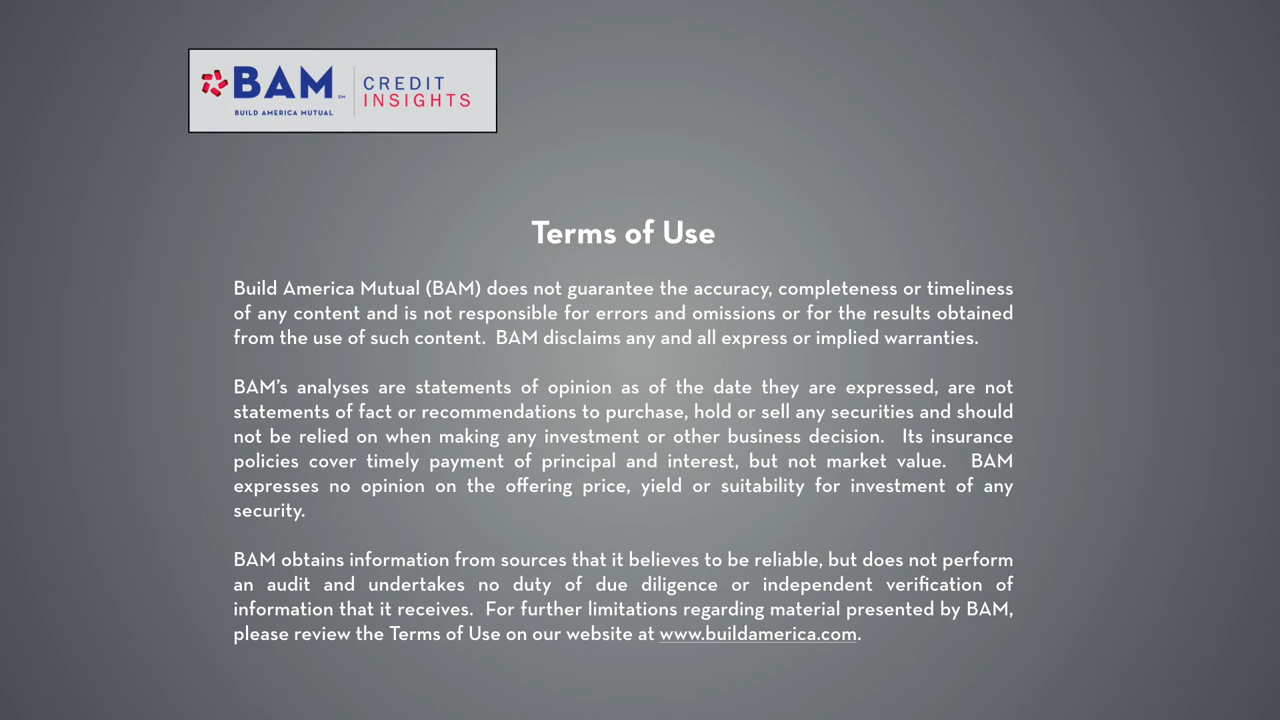 BAM SM
BUILD AMERICA MUTUAL
CREDIT
INSIGHTS
Terms of Use
Build America Mutual (BAM) does not guarantee the accuracy, completeness or timeliness
of any content and is not responsible for errors and omissions or for the results obtained
from the use of such content.  BAM disclaims any and all express or implied warranties.
BAM’s analyses are statements of opinion as of the date they are expressed, are not
statements of fact or recommendations to purchase, hold or sell any securities and should
not be relied on when making any investment or other business decision.  Its insurance
policies cover timely payment of principal and interest, but not market value.  BAM
expresses no opinion on the offering price, yield or suitability for investment of any
security.
BAM obtains information from sources that it believes to be reliable, but does not perform
an audit and undertakes no duty of due diligence or independent verification of
information that it receives.  For further limitations regarding material presented by BAM,
please review the Terms of Use on our website at www.buildamerica.com.